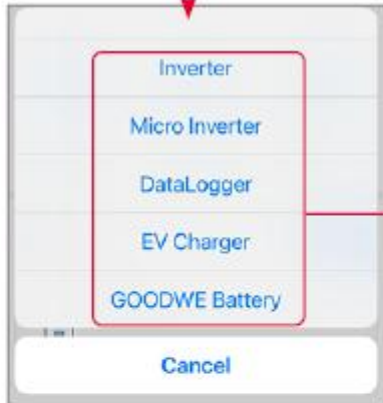 Inverter
Micro Inverter
DataLogger
EV Charger
GOODWE Battery
Cancel